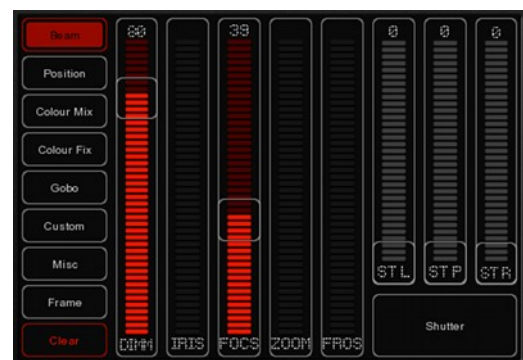 Beam
Position
Colour Mix
Colour Fix
Gobo
Custom
Misc
Frame
Clear
80
39
0
0
0
DIMM
IRIS
FOCS
ZOOM
FROS
STL
STP
STR
Shutter